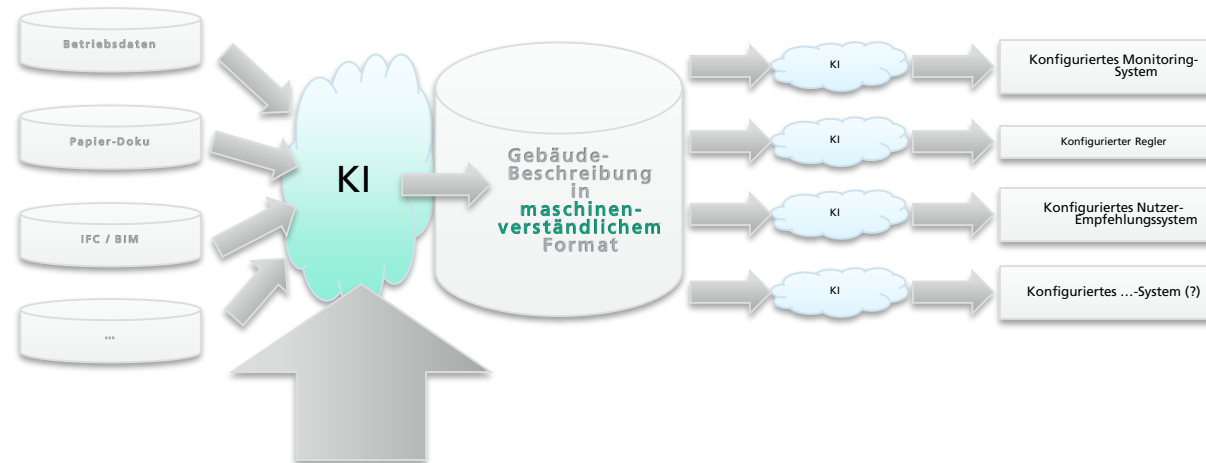 Betriebsdaten
Papier-Doku
IFC / BIM
...
KI
Gebäude-
Beschreibung
in
maschinen-
verständlichem
Format
KI
Konfiguriertes Monitoring-
System
KI
Konfigurierter Regler
KI
Konfiguriertes Nutzer-
Empfehlungssystem
KI
Konfiguriertes ...-System (?)